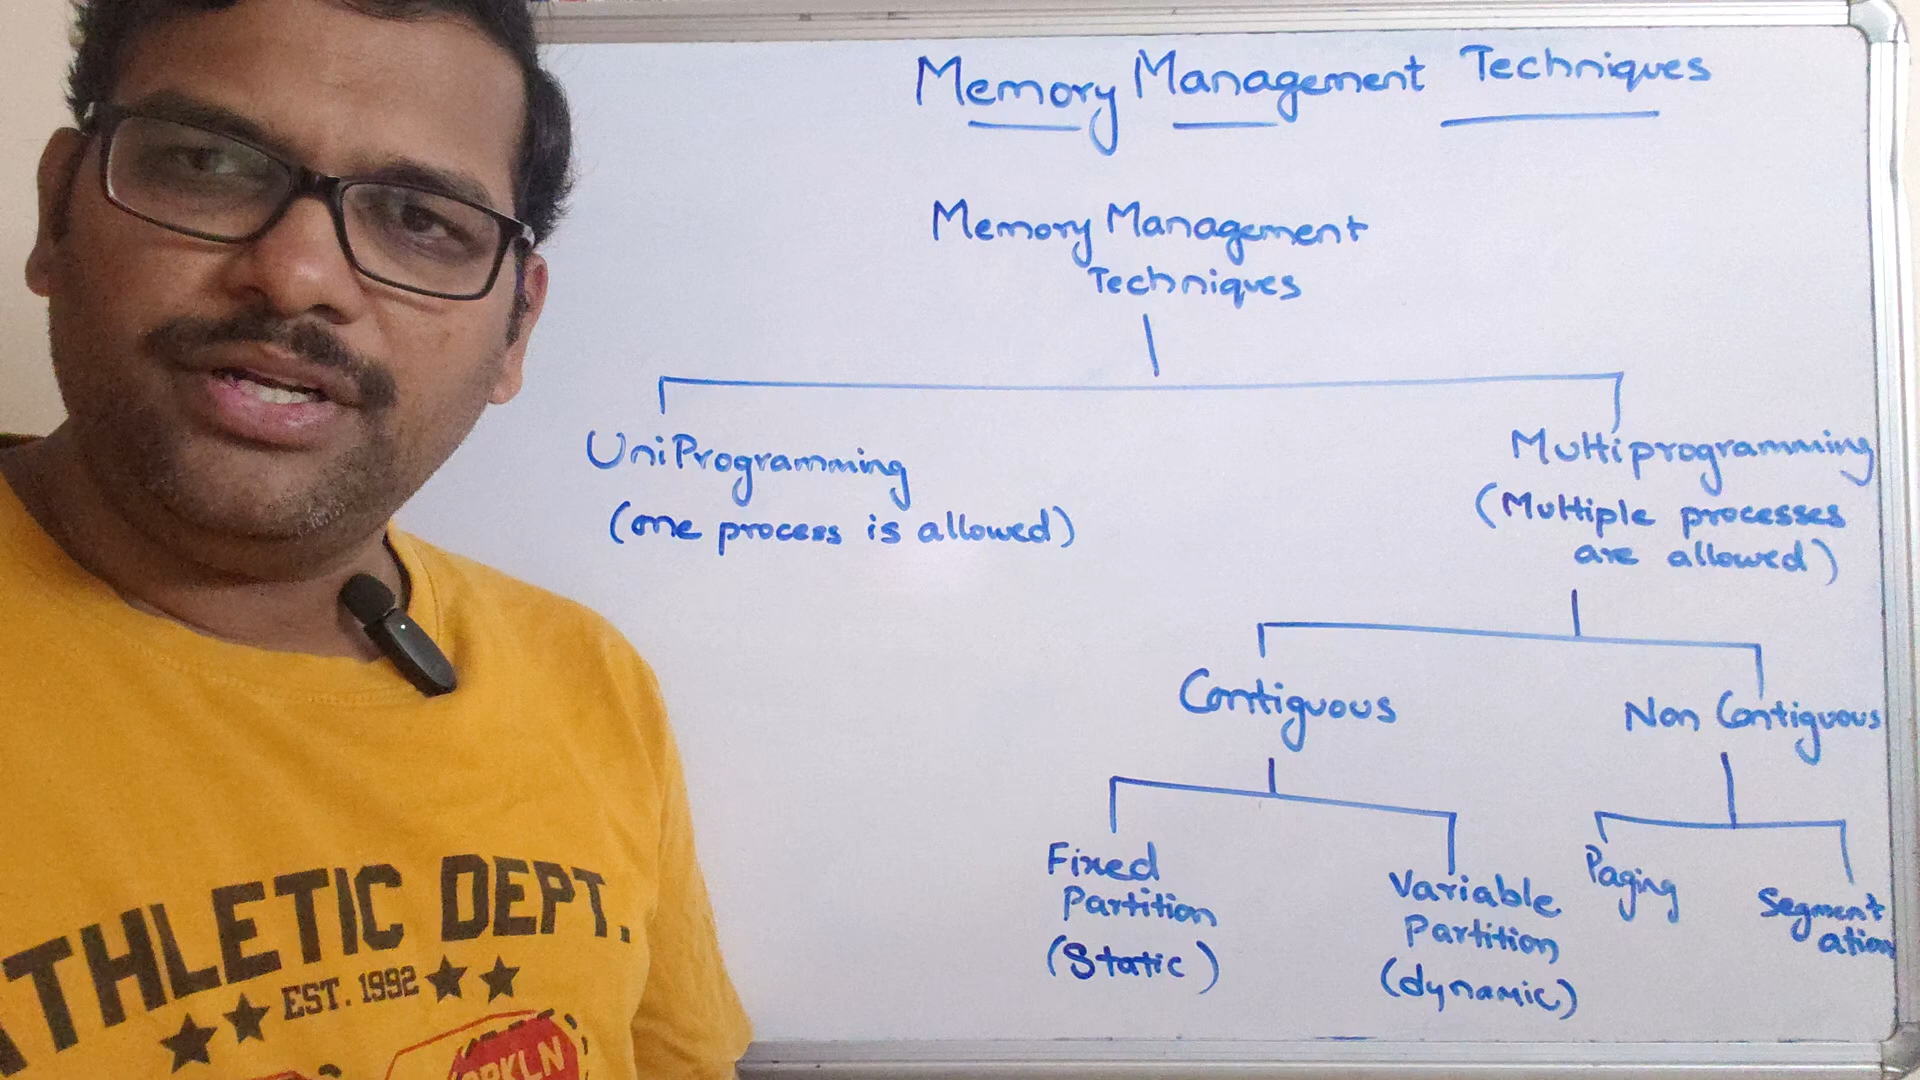 Memory Management Techniques
Memory Management
Techniques
UniProgramming
(one process is allowed)
Multiprogramming
(Multiple processes
are allowed)
Contiguous
Non Contiguous
Fixed
Partition
(Static)
Variable
Partition
(dynamic)
Paging
Segment
ation
ATHLETIC DEPT.
EST. 1992